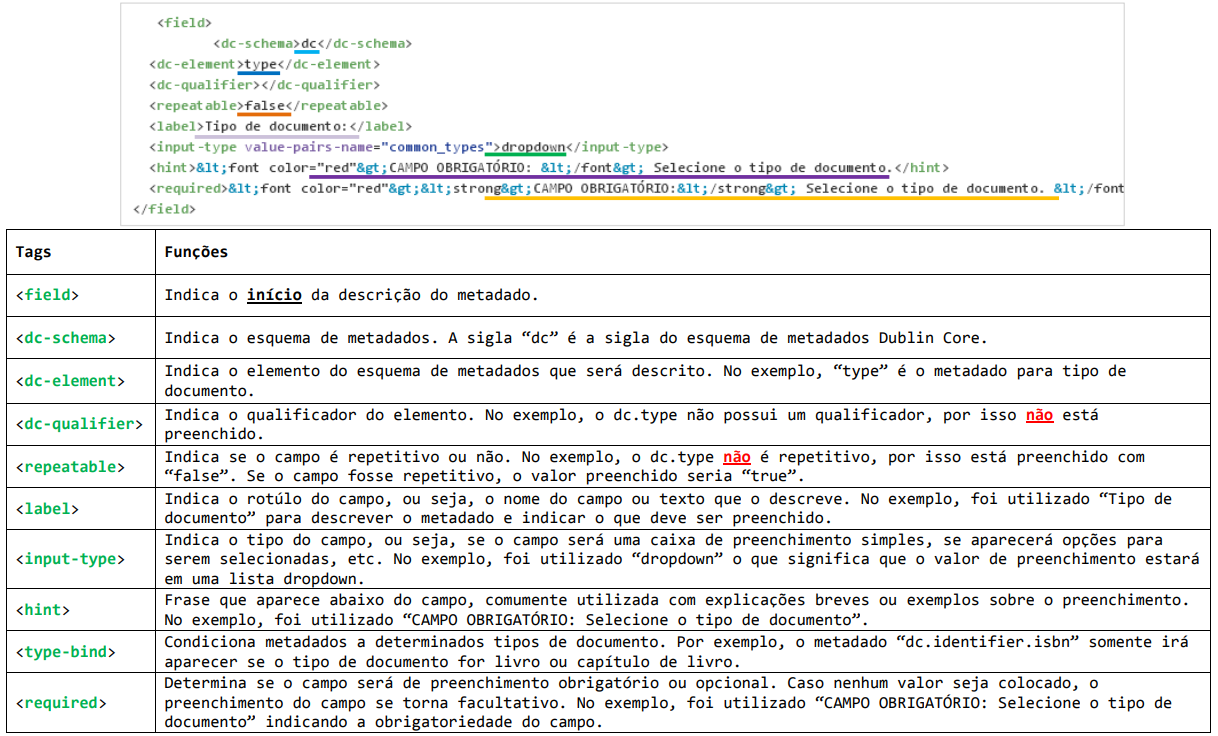 <field>
<dc-schema>dc</dc-schema>
<dc-element>type</dc-element>
<dc-qualifier></dc-qualifier>
<repeatable>false</repeatable>
<label>Tipo de documento:</label>
<input-type value-pairs-name="common_types">dropdown</input-type>
<hint>&lt;font color="red"&gt;CAMPO OBRIGATÓRIO: &lt;/font&gt; Selecione o tipo de documento.</hint>
<required>&lt;font color="red"&gt;&lt;strong&gt;CAMPO OBRIGATÓRIO:&lt;/strong&gt; Selecione o tipo de documento. &lt;/font
</field>
Tags Funções
<field> Indica o início da descrição do metadado.
<dc-schema> Indica o esquema de metadados. A sigla “dc” é a sigla do esquema de metadados Dublin Core.
<dc-element> Indica o elemento do esquema de metadados que será descrito. No exemplo, “type” é o metadado para tipo de
documento.
<dc-qualifier> Indica o qualificador do elemento. No exemplo, o dc.type não possui um qualificador, por isso não está
preenchido.
<repeatable> Indica se o campo é repetitivo ou não. No exemplo, o dc.type não é repetitivo, por isso está preenchido com
“false”. Se o campo fosse repetitivo, o valor preenchido seria “true”.
<label> Indica o rotúlo do campo, ou seja, o nome do campo ou texto que o descreve. No exemplo, foi utilizado “Tipo de
documento” para descrever o metadado e indicar o que deve ser preenchido.
<input-type> Indica o tipo do campo, ou seja, se o campo será uma caixa de preenchimento simples, se aparecerá opções para
serem selecionadas, etc. No exemplo, foi utilizado “dropdown” o que significa que o valor de preenchimento estará
em uma lista dropdown.
<hint> Frase que aparece abaixo do campo, comumente utilizada com explicações breves ou exemplos sobre o preenchimento.
No exemplo, foi utilizado “CAMPO OBRIGATÓRIO: Selecione o tipo de documento”.
<type-bind> Condiciona metadados a determinados tipos de documento. Por exemplo, o metadado “dc.identifier.isbn” somente irá
aparecer se o tipo de documento for livro ou capítulo de livro.
<required> Determina se o campo será de preenchimento obrigatório ou opcional. Caso nenhum valor seja colocado, o
preenchimento do campo se torna facultativo. No exemplo, foi utilizado “CAMPO OBRIGATÓRIO: Selecione o tipo de
documento” indicando a obrigatoriedade do campo.